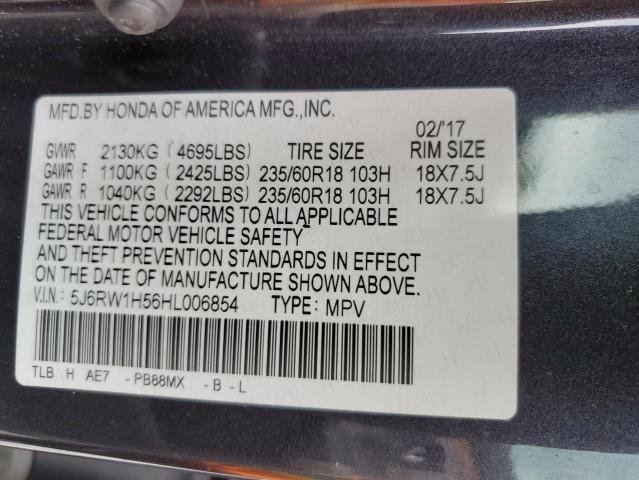 MFD.BY HONDA OF AMERICA MFG.,INC.
02/'17
GVWR 2130KG (4695LBS) TIRE SIZE RIM SIZE
GAWR F 1100KG (2425LBS) 235/60R18 103H 18X7.5J
GAWR R 1040KG (2292LBS) 235/60R18 103H 18X7.5J
THIS VEHICLE CONFORMS TO ALL APPLICABLE
FEDERAL MOTOR VEHICLE SAFETY
AND THEFT PREVENTION STANDARDS IN EFFECT
ON THE DATE OF MANUFACTURE SHOWN ABOVE.
V.I.N: 5J6RW1H56HL006854 TYPE: MPV
TLB H AE7 -PB88MX -B-L